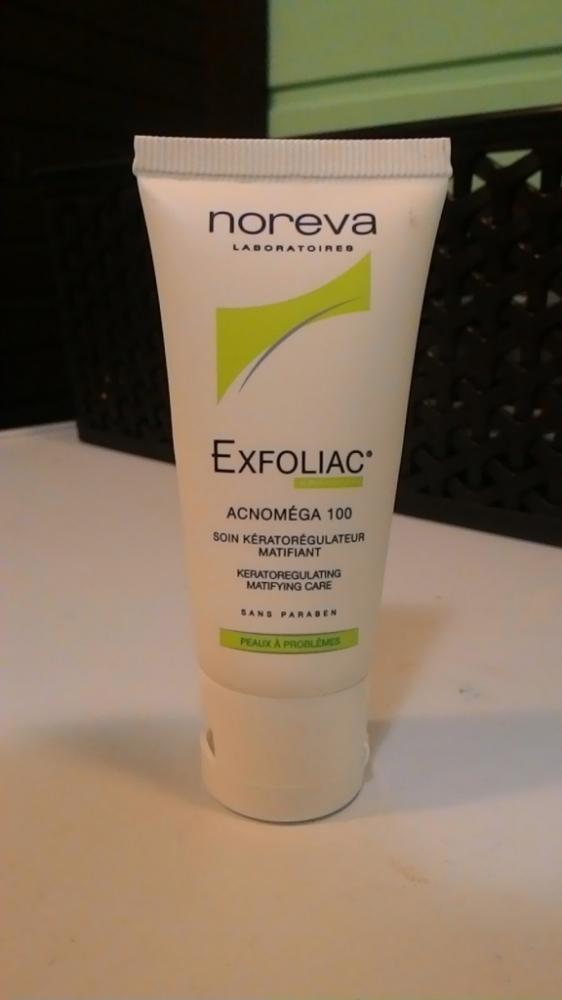 noreva
LABORATOIRES
EXFOLIAC®
ACNOMÉGA 100
SOIN KÉRATORÉGULATEUR
MATIFIANT
KERATOREGULATING
MATIFYING CARE
SANS PARABEN
PEAUX À PROBLÈMES